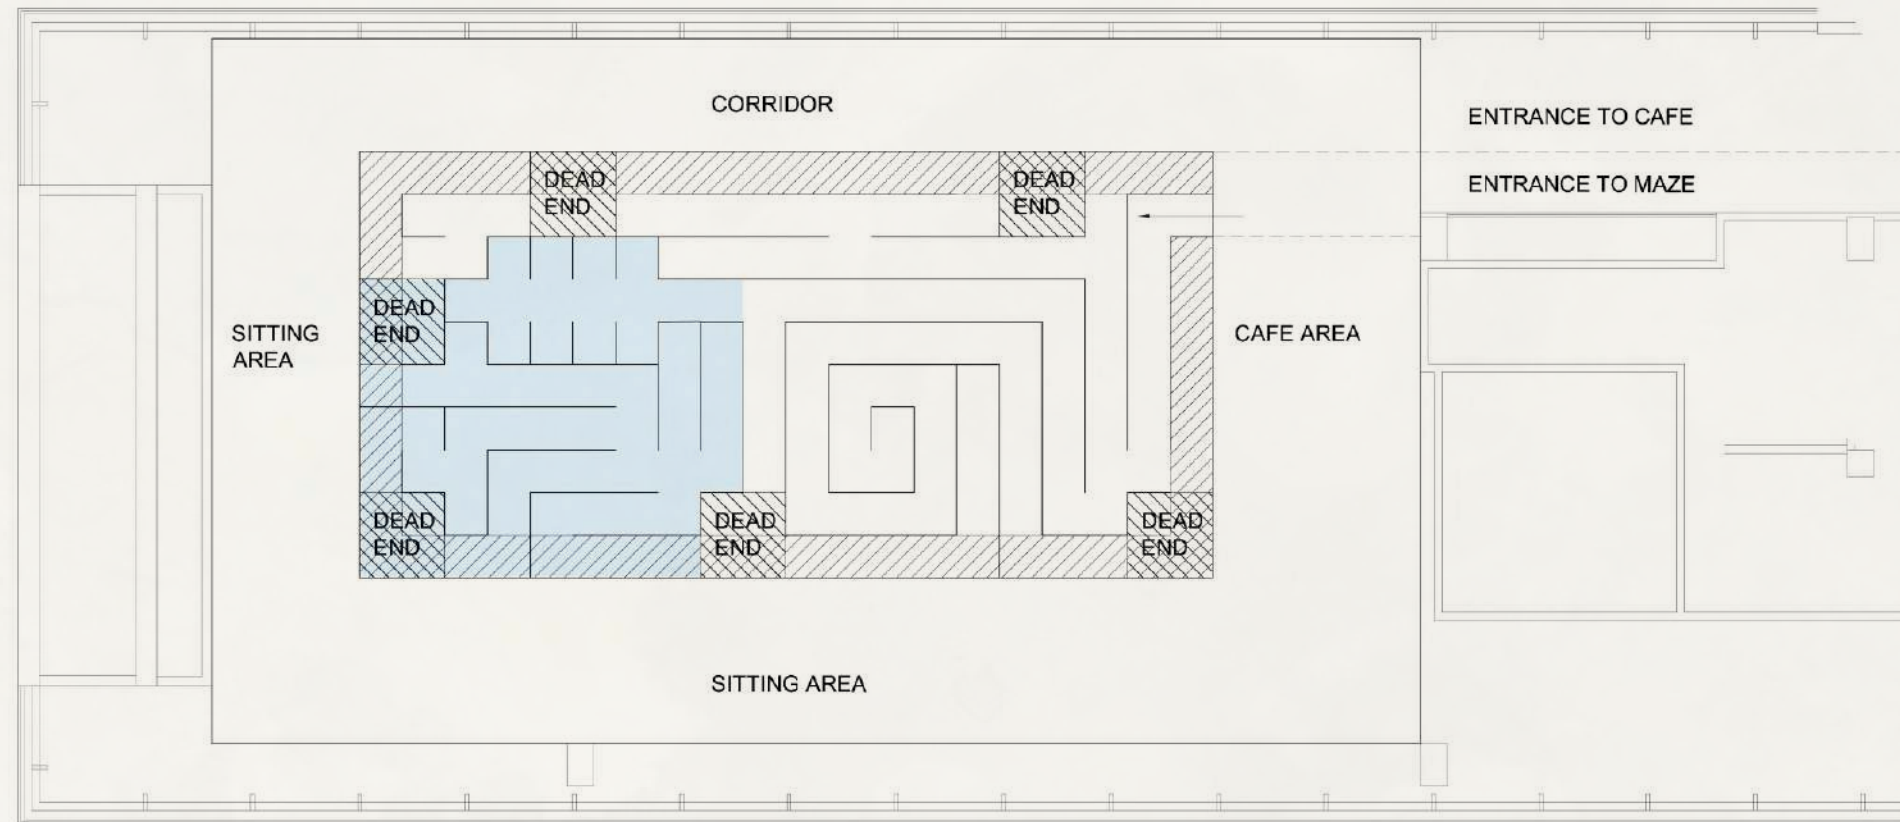 CORRIDOR
ENTRANCE TO CAFE
ENTRANCE TO MAZE
DEAD
END
DEAD
END
DEAD
END
SITTING
AREA
CAFE AREA
DEAD
END
DEAD
END
DEAD
END
SITTING AREA